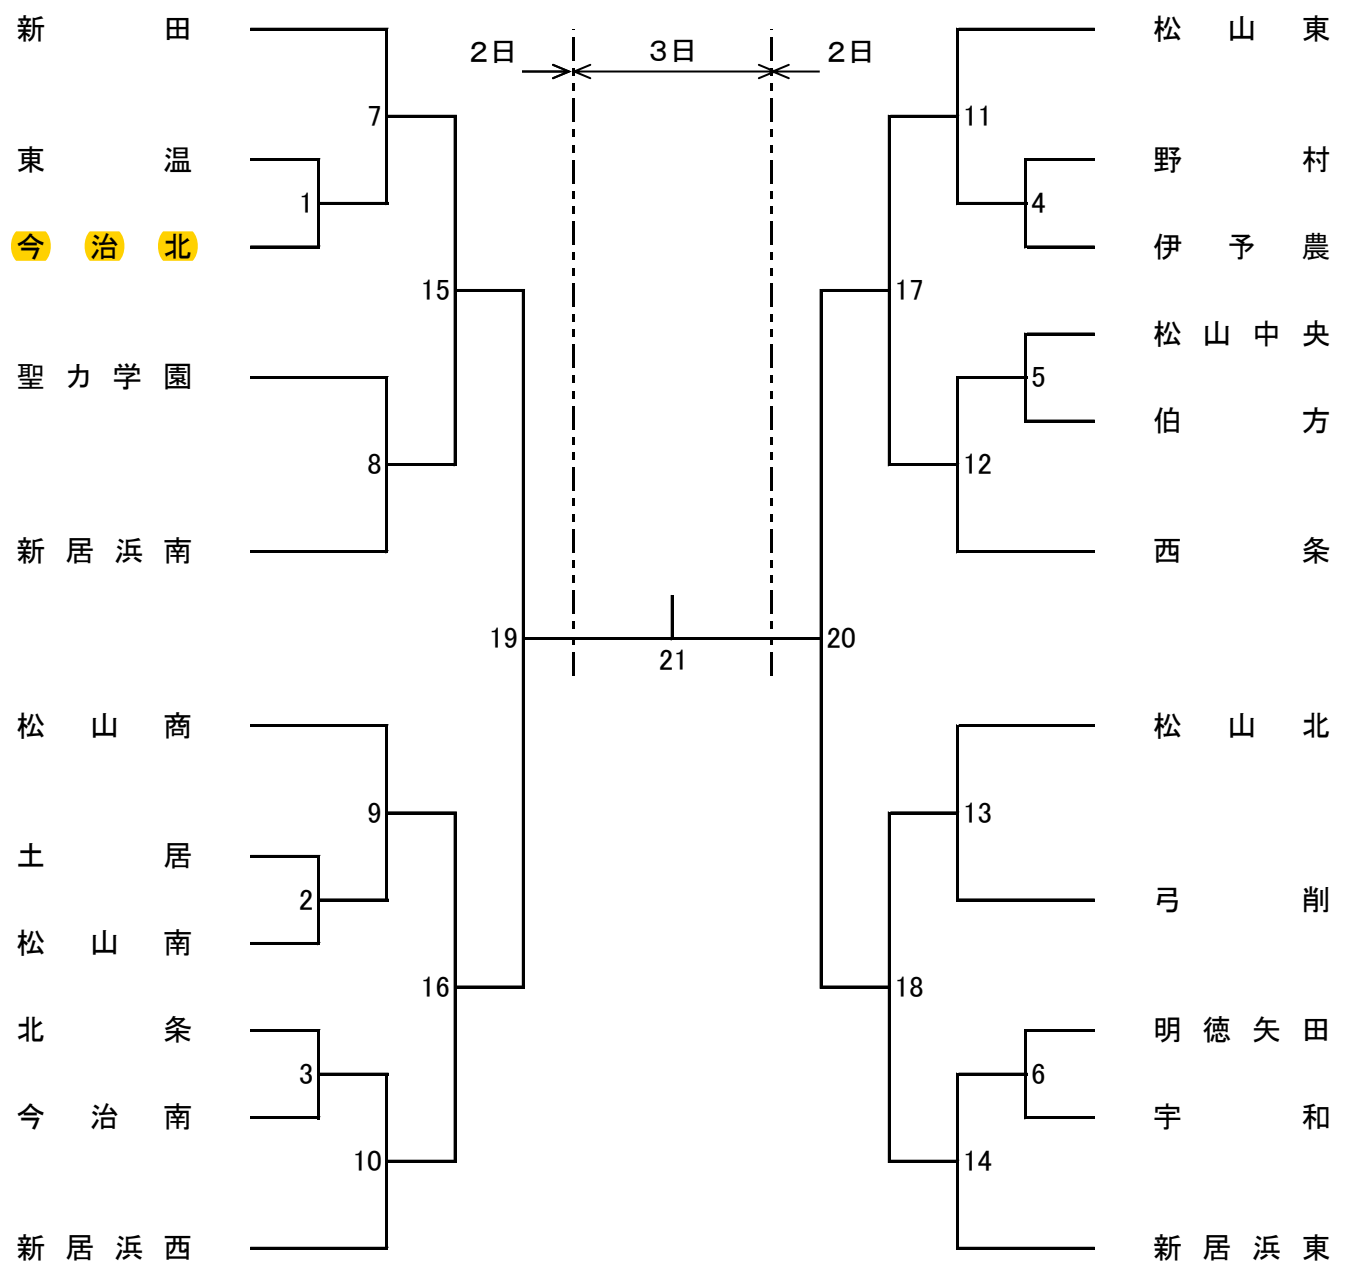 新田
東温
今治北
聖カ学園
新居浜南
松山商
土居
松山南
北条
今治南
新居浜西
7
1
15
8
19
9
2
16
3
10
2日
3日
2日
21
11
4
17
5
12
20
13
18
6
14
松山東
野村
伊予農
松山中央
伯方
西条
松山北
弓削
明徳矢田
宇和
新居浜東